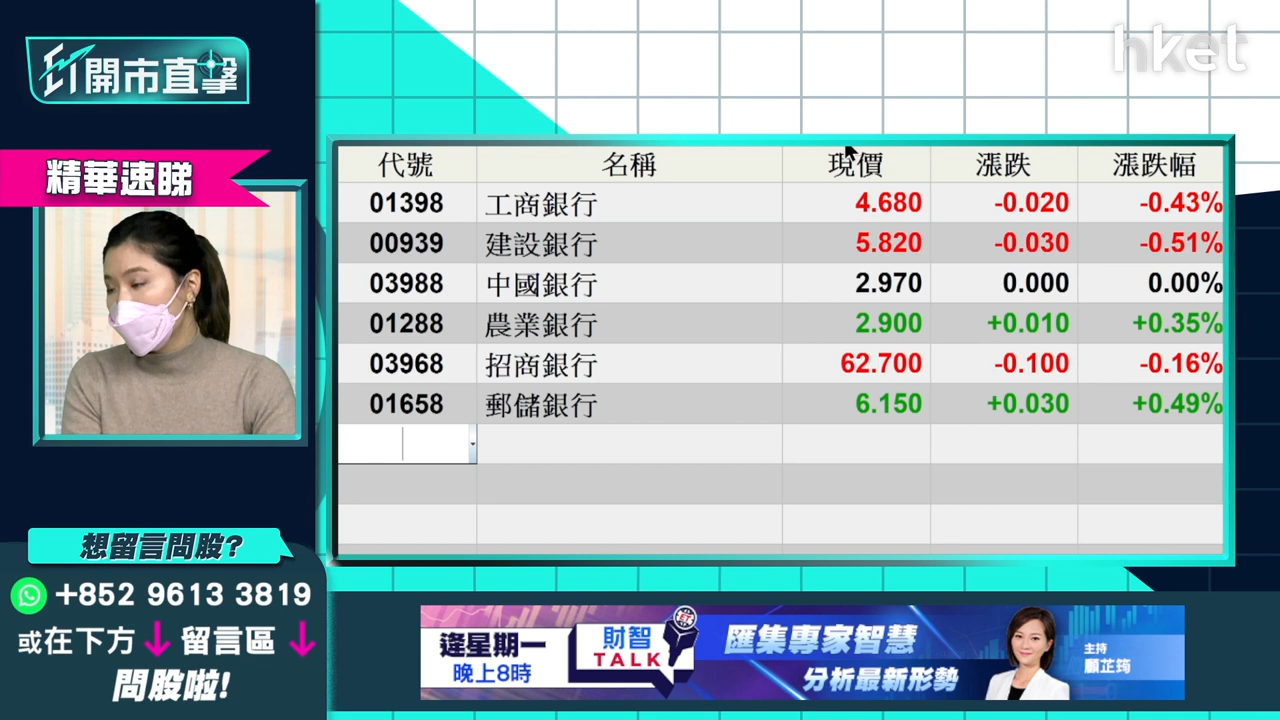 ET開市直擊
hket
精華速睇
代號 名稱 現價 漲跌 漲跌幅
01398 工商銀行 4.680 -0.020 -0.43%
00939 建設銀行 5.820 -0.030 -0.51%
03988 中國銀行 2.970 0.000 0.00%
01288 農業銀行 2.900 +0.010 +0.35%
03968 招商銀行 62.700 -0.100 -0.16%
01658 郵儲銀行 6.150 +0.030 +0.49%
想留言問股?
+852 9613 3819
或在下方 留言區
問股啦!
逢星期一
晚上8時
財智
TALK
匯集專家智慧
分析最新形勢
主持
顧芷筠